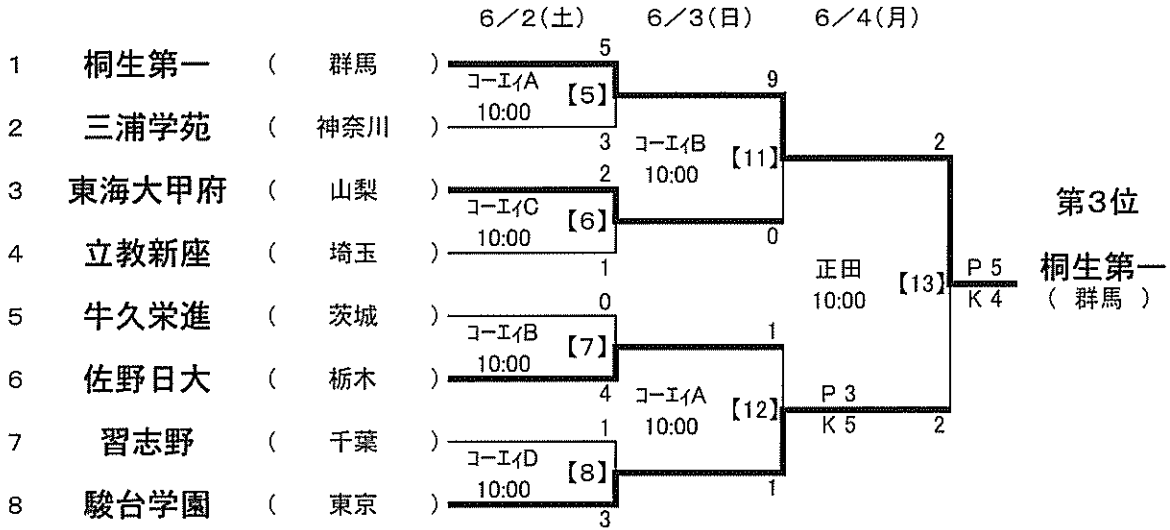 6/2(土) 6/3(日) 6/4(月)
5
1 桐生第一 ( 群馬 )
9
コーエィA 【5】
10:00
2 三浦学苑 ( 神奈川 )
3
コーエィB 【11】
2
2
10:00
3 東海大甲府 ( 山梨 )
コーエィC 【6】
第3位
10:00
0
4 立教新座 ( 埼玉 )
1
正田 【13】 P 5 桐生第一
10:00 K 4 ( 群馬 )
0
5 牛久栄進 ( 茨城 )
コーエィB 【7】
1
10:00
6 佐野日大 ( 栃木 )
4
P 3
コーエィA 【12】
K 5 2
10:00
1
7 習志野 ( 千葉 )
コーエィD 【8】
10:00
1
8 駿台学園 ( 東京 )
3